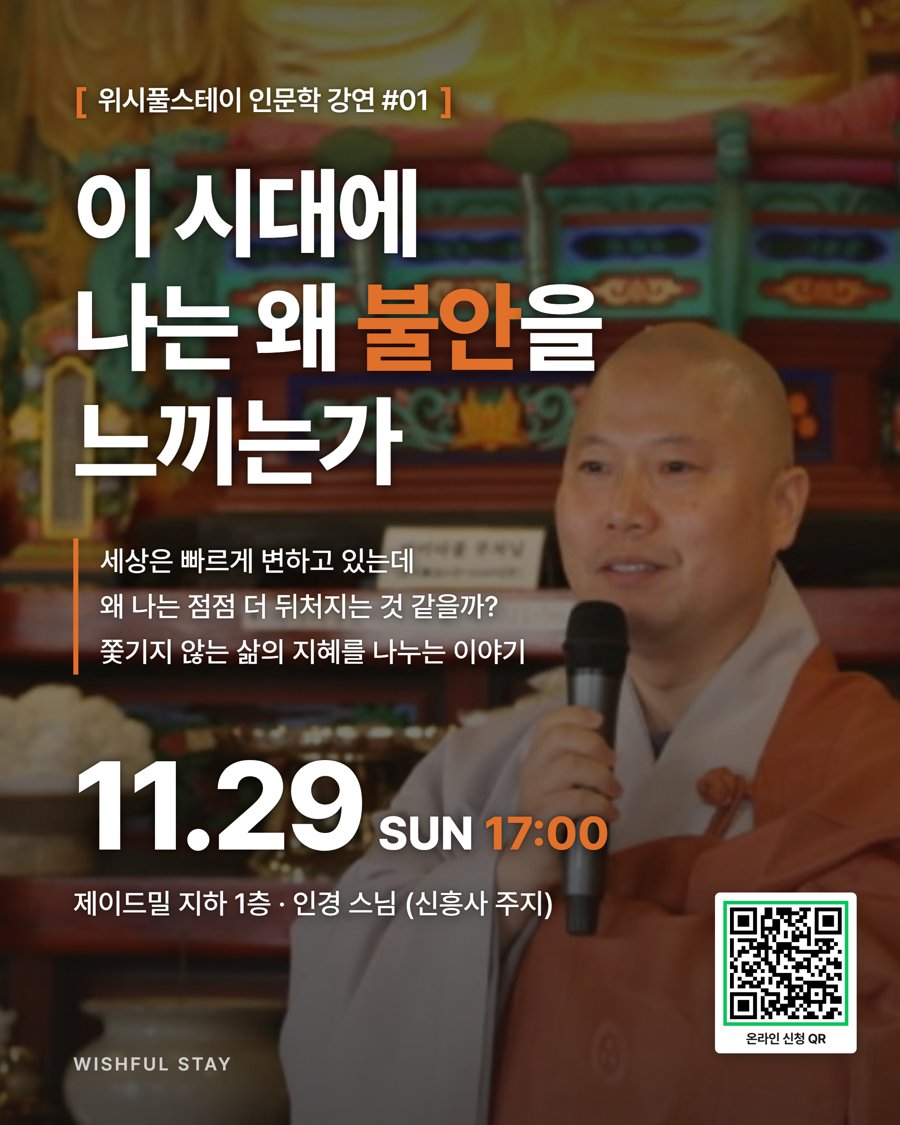 [ 위시풀스테이 인문학 강연 #01 ]
이 시대에
나는 왜 불안을
느끼는가
세상은 빠르게 변하고 있는데
왜 나는 점점 더 뒤처지는 것 같을까?
쫓기지 않는 삶의 지혜를 나누는 이야기
11.29 SUN 17:00
제이드밀 지하 1층 · 인경 스님 (신흥사 주지)
온라인 신청 QR
WISHFUL STAY